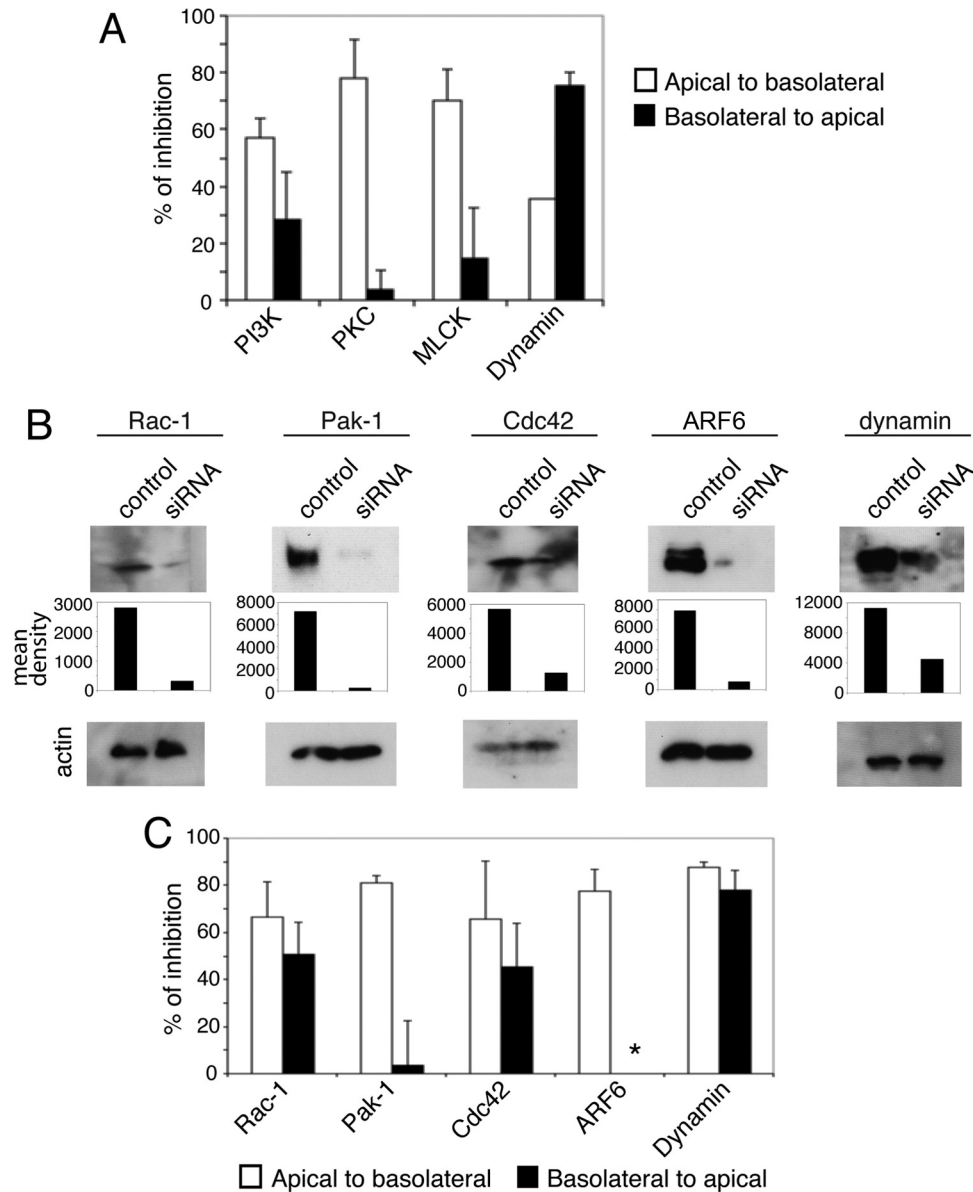 A
% of inhibition
100
80
60
40
20
0
PI3K
PKC
MLCK
Dynamin
Apical to basolateral
Basolateral to apical
B
Rac-1
Pak-1
Cdc42
ARF6
dynamin
control
siRNA
control
siRNA
control
siRNA
control
siRNA
control
siRNA
mean
density
3000
2000
1000
0
8000
6000
4000
2000
0
6000
4000
2000
0
8000
6000
4000
2000
0
12000
8000
4000
0
actin
C
% of inhibition
100
80
60
40
20
0
*
Rac-1
Pak-1
Cdc42
ARF6
Dynamin
Apical to basolateral
Basolateral to apical